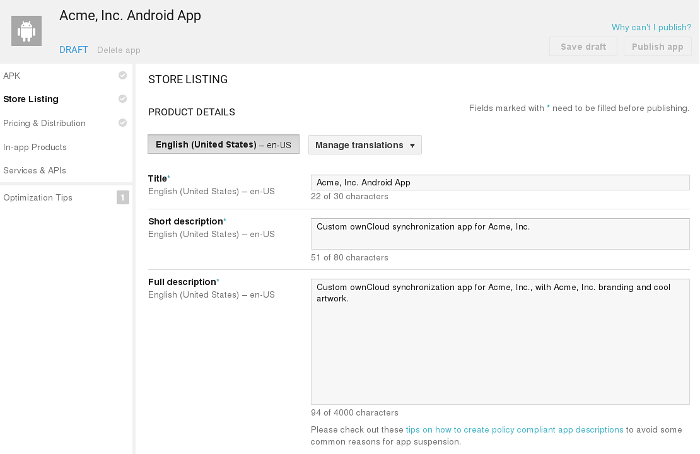 Acme, Inc. Android App
Why can't I publish?
DRAFT Delete app
Save draft Publish app
APK
Store Listing
Pricing & Distribution
In-app Products
Services & APIs
Optimization Tips 1
STORE LISTING
PRODUCT DETAILS
Fields marked with * need to be filled before publishing.
English (United States) – en-US Manage translations
Title*
English (United States) – en-US
Acme, Inc. Android App
22 of 30 characters
Short description*
English (United States) – en-US
Custom ownCloud synchronization app for Acme, Inc.
51 of 80 characters
Full description*
English (United States) – en-US
Custom ownCloud synchronization app for Acme, Inc., with Acme, Inc. branding and cool
artwork.
94 of 4000 characters
Please check out these tips on how to create policy compliant app descriptions to avoid some
common reasons for app suspension.